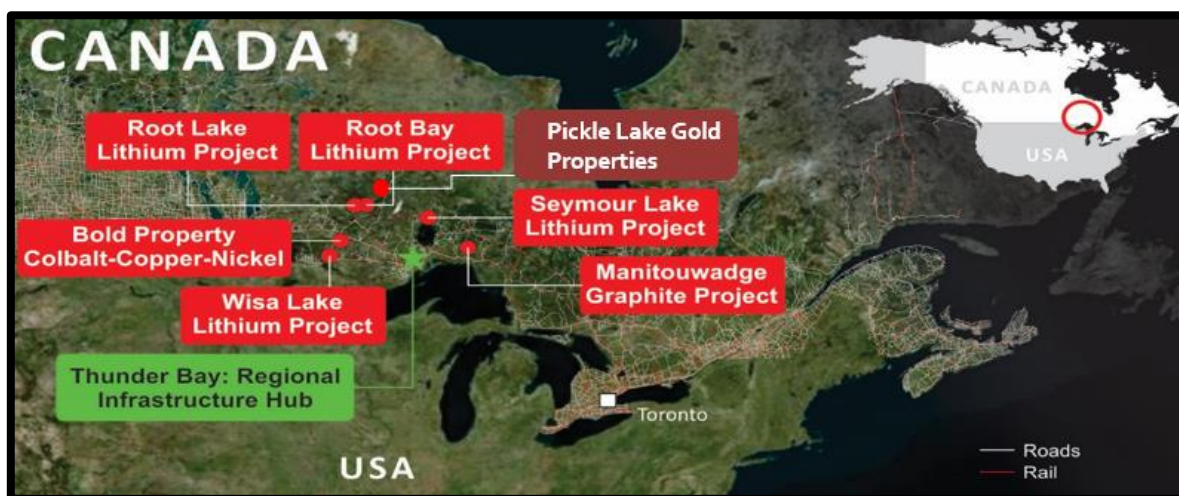 CANADA
Root Lake
Lithium Project
Root Bay
Lithium Project
Pickle Lake Gold
Properties
CANADA
USA
Seymour Lake
Lithium Project
Bold Property
Colbalt-Copper-Nickel
Manitouwadge
Graphite Project
Wisa Lake
Lithium Project
Thunder Bay: Regional
Infrastructure Hub
Toronto
USA
Roads
Rail